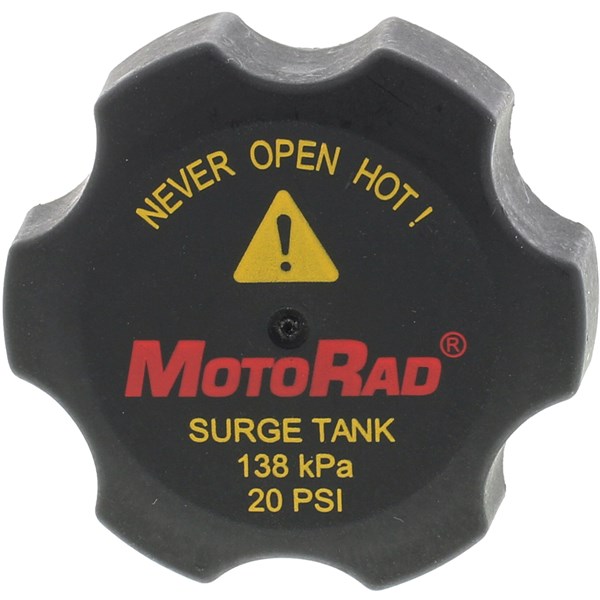 NEVER OPEN HOT!
!
MOTORAD®
SURGE TANK
138 kPa
20 PSI